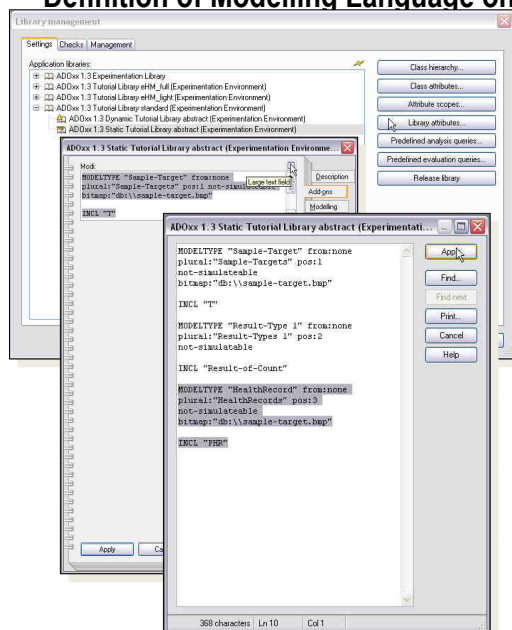 Definition of Modelling Language on
Library management
Settings Checks Management
Application libraries:
ADOxx 1.3 Experimentation Library
ADOxx 1.3 Tutorial Library eHM_full (Experimentation Environment)
ADOxx 1.3 Tutorial Library eHM_light (Experimentation Environment)
ADOxx 1.3 Tutorial Library standard (Experimentation Environment)
ADOxx 1.3 Dynamic Tutorial Library abstract (Experimentation Environment)
ADOxx 1.3 Static Tutorial Library abstract (Experimentation Environment)
Class hierarchy...
Class attributes...
Attribute scopes...
Library attributes...
Predefined analysis queries...
Predefined evaluation queries...
Release library
ADOxx 1.3 Static Tutorial Library abstract (Experimentation Environme...
Modi:
MODELTYPE "Sample-Target" from:none
plural:"Sample-Targets" pos:1 not-simulateable
bitmap:"db:\\sample-target.bmp"
INCL "T"
Large text field
Description
Add-ons
Modelling
Apply
Ca
ADOxx 1.3 Static Tutorial Library abstract (Experimentati...
MODELTYPE "Sample-Target" from:none
plural:"Sample-Targets" pos:1
not-simulateable
bitmap:"db:\\sample-target.bmp"
INCL "T"
MODELTYPE "Result-Type 1" from:none
plural:"Result-Types 1" pos:2
not-simulatable
INCL "Result-of-Count"
MODELTYPE "HealthRecord" from:none
plural:"HealthRecords" pos:3
not-simulateable
bitmap:"db:\\sample-target.bmp"
INCL "PHR"
Apply
Find...
Find next
Print...
Cancel
Help
368 characters Ln 10 Col 1